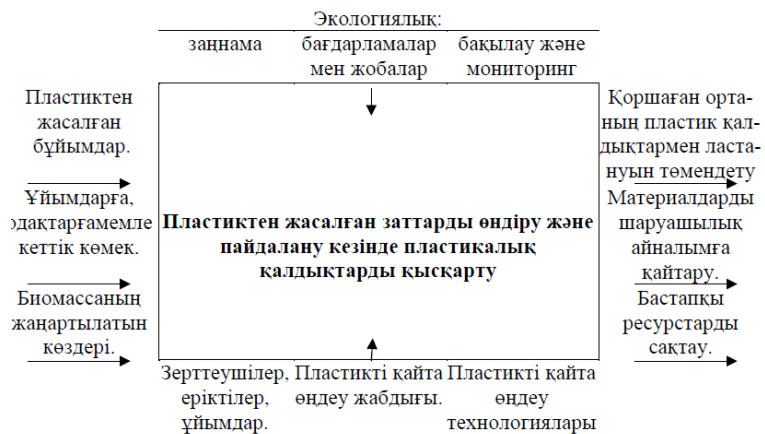 Экологиялық:
заңнама
бағдарламалар
мен жобалар
бақылау және
мониторинг
Пластиктен
жасалған
бұйымдар.
Ұйымдарға,
одақтарғамемле
кеттік көмек.
Биомассаның
жаңартылатын
көздері.
Пластиктен жасалған заттарды өндіру және
пайдалану кезінде пластикалық
қалдықтарды қысқарту
Қоршаған орта-
ның пластик қал-
дықтармен ласта-
нуын төмендету
Материалдарды
шаруашылық
айналымға
қайтару.
Бастапқы
ресурстарды
сақтау.
Зерттеушілер,
еріктілер,
ұйымдар.
Пластикті қайта
өңдеу жабдығы.
Пластикті қайта
өңдеу
технологиялары